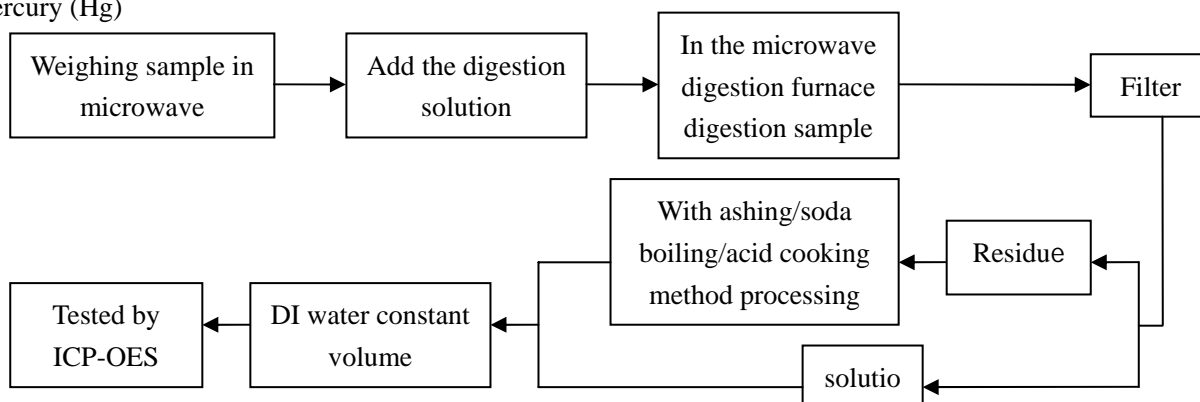 ercury (Hg)
Weighing sample in
microwave
Add the digestion
solution
In the microwave
digestion furnace
digestion sample
Filter
With ashing/soda
boiling/acid cooking
method processing
Residue
Tested by
ICP-OES
DI water constant
volume
solutio